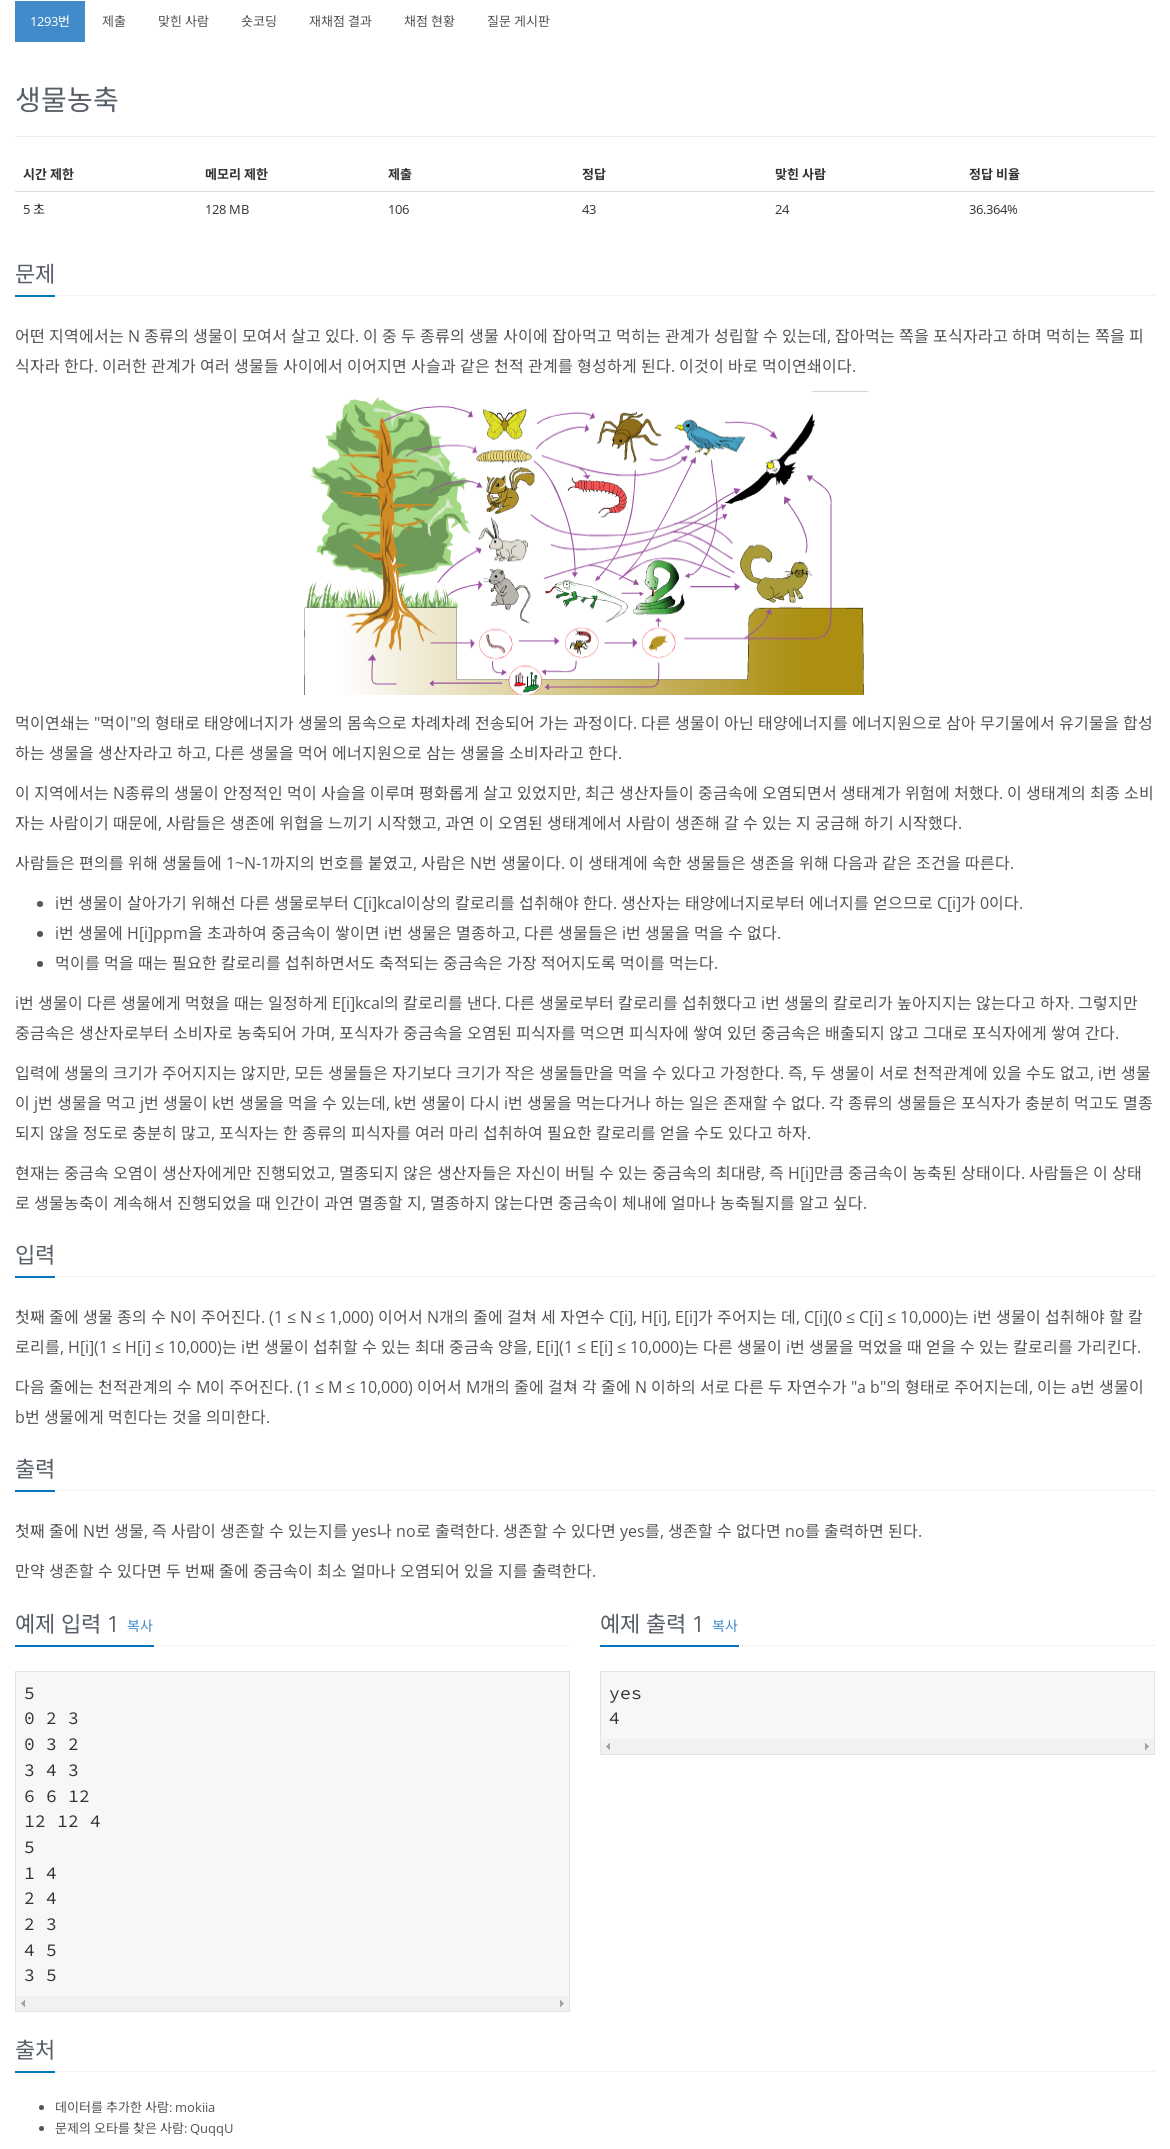 1293번 제출 맞힌 사람 숏코딩 재채점 결과 채점 현황 질문 게시판
생물농축
시간 제한 메모리 제한 제출 정답 맞힌 사람 정답 비율
5 초 128 MB 106 43 24 36.364%
문제
어떤 지역에서는 N 종류의 생물이 모여서 살고 있다. 이 중 두 종류의 생물 사이에 잡아먹고 먹히는 관계가 성립할 수 있는데, 잡아먹는 쪽을 포식자라고 하며 먹히는 쪽을 피
식자라 한다. 이러한 관계가 여러 생물들 사이에서 이어지면 사슬과 같은 천적 관계를 형성하게 된다. 이것이 바로 먹이연쇄이다.
먹이연쇄는 "먹이"의 형태로 태양에너지가 생물의 몸속으로 차례차례 전송되어 가는 과정이다. 다른 생물이 아닌 태양에너지를 에너지원으로 삼아 무기물에서 유기물을 합성
하는 생물을 생산자라고 하고, 다른 생물을 먹어 에너지원으로 삼는 생물을 소비자라고 한다.
이 지역에서는 N종류의 생물이 안정적인 먹이 사슬을 이루며 평화롭게 살고 있었지만, 최근 생산자들이 중금속에 오염되면서 생태계가 위험에 처했다. 이 생태계의 최종 소비
자는 사람이기 때문에, 사람들은 생존에 위협을 느끼기 시작했고, 과연 이 오염된 생태계에서 사람이 생존해 갈 수 있는 지 궁금해 하기 시작했다.
사람들은 편의를 위해 생물들에 1~N-1까지의 번호를 붙였고, 사람은 N번 생물이다. 이 생태계에 속한 생물들은 생존을 위해 다음과 같은 조건을 따른다.
• i번 생물이 살아가기 위해선 다른 생물로부터 C[i]kcal이상의 칼로리를 섭취해야 한다. 생산자는 태양에너지로부터 에너지를 얻으므로 C[i]가 0이다.
• i번 생물에 H[i]ppm을 초과하여 중금속이 쌓이면 i번 생물은 멸종하고, 다른 생물들은 i번 생물을 먹을 수 없다.
• 먹이를 먹을 때는 필요한 칼로리를 섭취하면서도 축적되는 중금속은 가장 적어지도록 먹이를 먹는다.
i번 생물이 다른 생물에게 먹혔을 때는 일정하게 E[i]kcal의 칼로리를 낸다. 다른 생물로부터 칼로리를 섭취했다고 i번 생물의 칼로리가 높아지지는 않는다고 하자. 그렇지만
중금속은 생산자로부터 소비자로 농축되어 가며, 포식자가 중금속을 오염된 피식자를 먹으면 피식자에 쌓여 있던 중금속은 배출되지 않고 그대로 포식자에게 쌓여 간다.
입력에 생물의 크기가 주어지지는 않지만, 모든 생물들은 자기보다 크기가 작은 생물들만을 먹을 수 있다고 가정한다. 즉, 두 생물이 서로 천적관계에 있을 수도 없고, i번 생물
이 j번 생물을 먹고 j번 생물이 k번 생물을 먹을 수 있는데, k번 생물이 다시 i번 생물을 먹는다거나 하는 일은 존재할 수 없다. 각 종류의 생물들은 포식자가 충분히 먹고도 멸종
되지 않을 정도로 충분히 많고, 포식자는 한 종류의 피식자를 여러 마리 섭취하여 필요한 칼로리를 얻을 수도 있다고 하자.
현재는 중금속 오염이 생산자에게만 진행되었고, 멸종되지 않은 생산자들은 자신이 버틸 수 있는 중금속의 최대량, 즉 H[i]만큼 중금속이 농축된 상태이다. 사람들은 이 상태
로 생물농축이 계속해서 진행되었을 때 인간이 과연 멸종할 지, 멸종하지 않는다면 중금속이 체내에 얼마나 농축될지를 알고 싶다.
입력
첫째 줄에 생물 종의 수 N이 주어진다. (1 ≤ N ≤ 1,000) 이어서 N개의 줄에 걸쳐 세 자연수 C[i], H[i], E[i]가 주어지는 데, C[i](0 ≤ C[i] ≤ 10,000)는 i번 생물이 섭취해야 할 칼
로리를, H[i](1 ≤ H[i] ≤ 10,000)는 i번 생물이 섭취할 수 있는 최대 중금속 양을, E[i](1 ≤ E[i] ≤ 10,000)는 다른 생물이 i번 생물을 먹었을 때 얻을 수 있는 칼로리를 가리킨다.
다음 줄에는 천적관계의 수 M이 주어진다. (1 ≤ M ≤ 10,000) 이어서 M개의 줄에 걸쳐 각 줄에 N 이하의 서로 다른 두 자연수가 "a b"의 형태로 주어지는데, 이는 a번 생물이
b번 생물에게 먹힌다는 것을 의미한다.
출력
첫째 줄에 N번 생물, 즉 사람이 생존할 수 있는지를 yes나 no로 출력한다. 생존할 수 있다면 yes를, 생존할 수 없다면 no를 출력하면 된다.
만약 생존할 수 있다면 두 번째 줄에 중금속이 최소 얼마나 오염되어 있을 지를 출력한다.
예제 입력 1 복사
5
0 2 3
0 3 2
3 4 3
6 6 12
12 12 4
5
1 4
2 4
2 3
4 5
3 5
예제 출력 1 복사
yes
4
출처
• 데이터를 추가한 사람: mokiia
• 문제의 오타를 찾은 사람: QuqqU